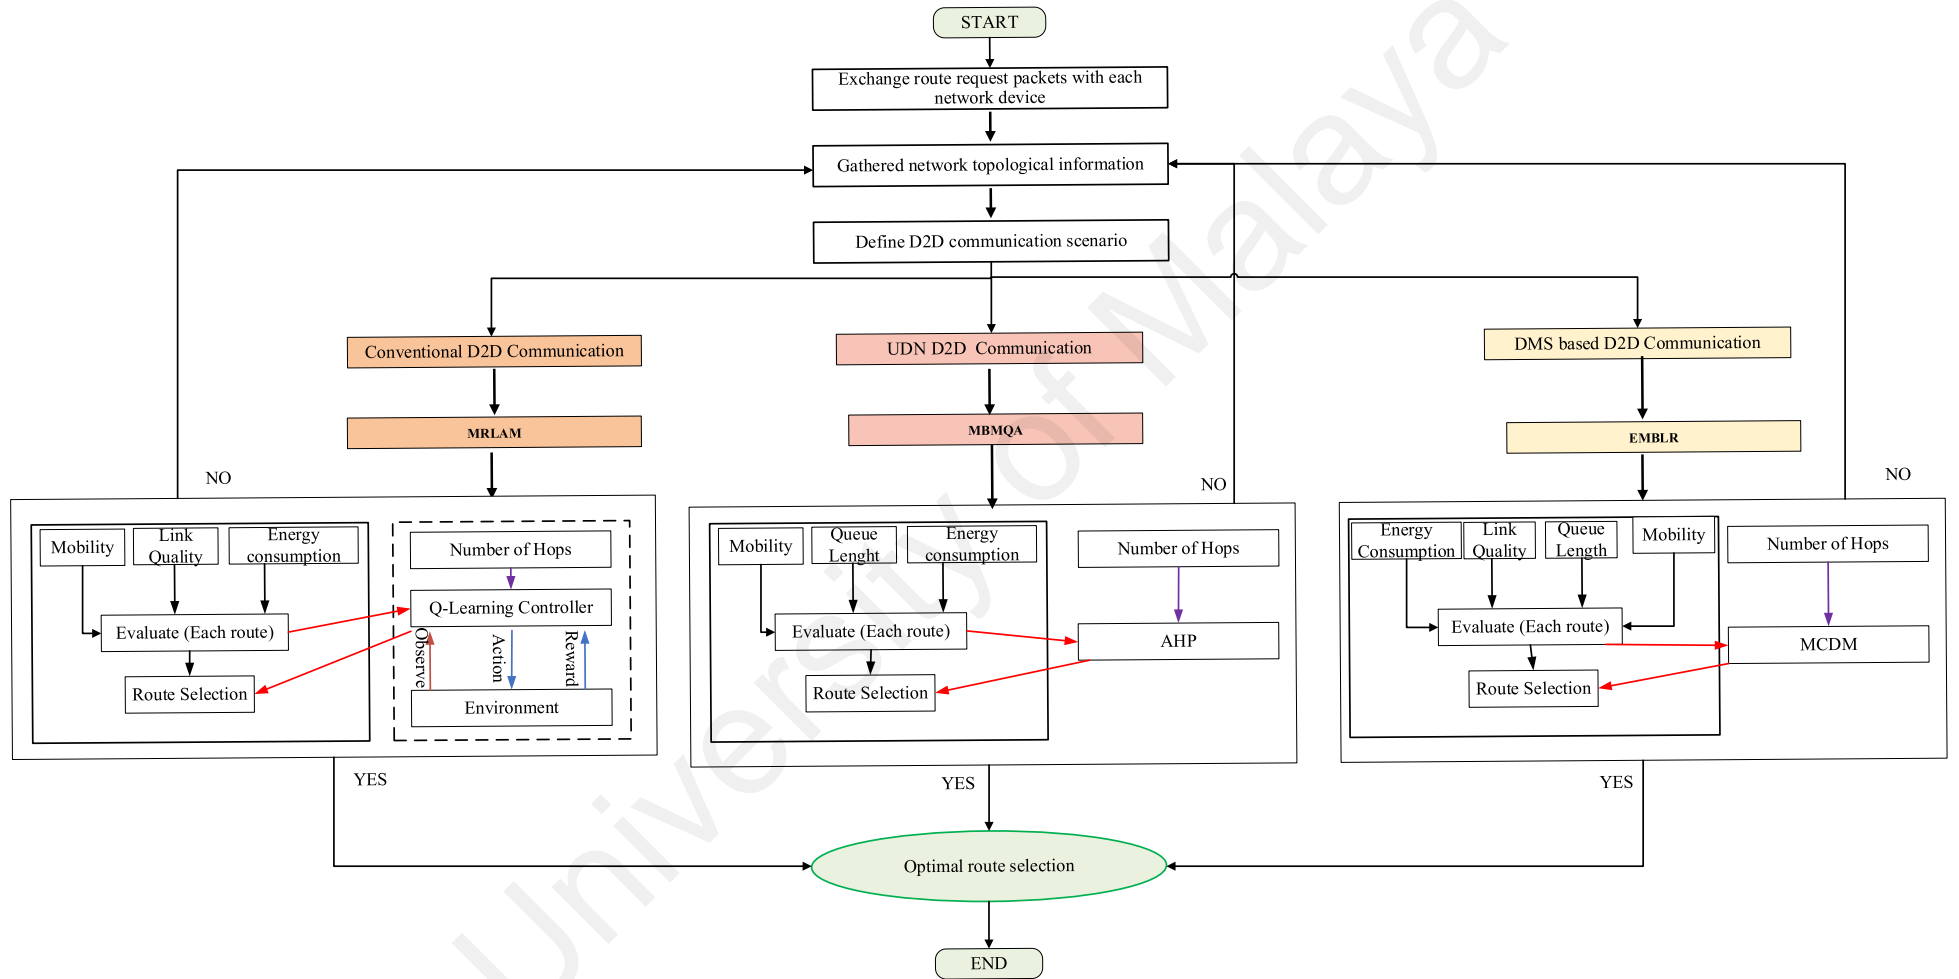 START
Exchange route request packets with each
network device
Gathered network topological information
Define D2D communication scenario
Conventional D2D Communication
UDN D2D Communication
DMS based D2D Communication
MRLAM
MBMQA
EMBLR
NO
NO
NO
Mobility
Link
Quality
Energy
consumption
Number of Hops
Q-Learning Controller
Evaluate (Each route)
Observe
Action
Reward
Route Selection
Environment
Mobility
Queue
Lenght
Energy
consumption
Number of Hops
Evaluate (Each route)
AHP
Route Selection
Energy
Consumption
Link
Quality
Queue
Length
Mobility
Number of Hops
Evaluate (Each route)
MCDM
Route Selection
YES
YES
YES
Optimal route selection
END
University of Malaya